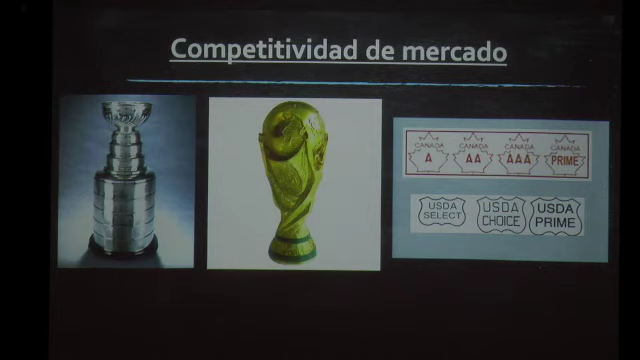 Competitividad de mercado
CANADA CANADA CANADA CANADA
A AA AAA PRIME
USDA SELECT
USDA CHOICE
USDA PRIME